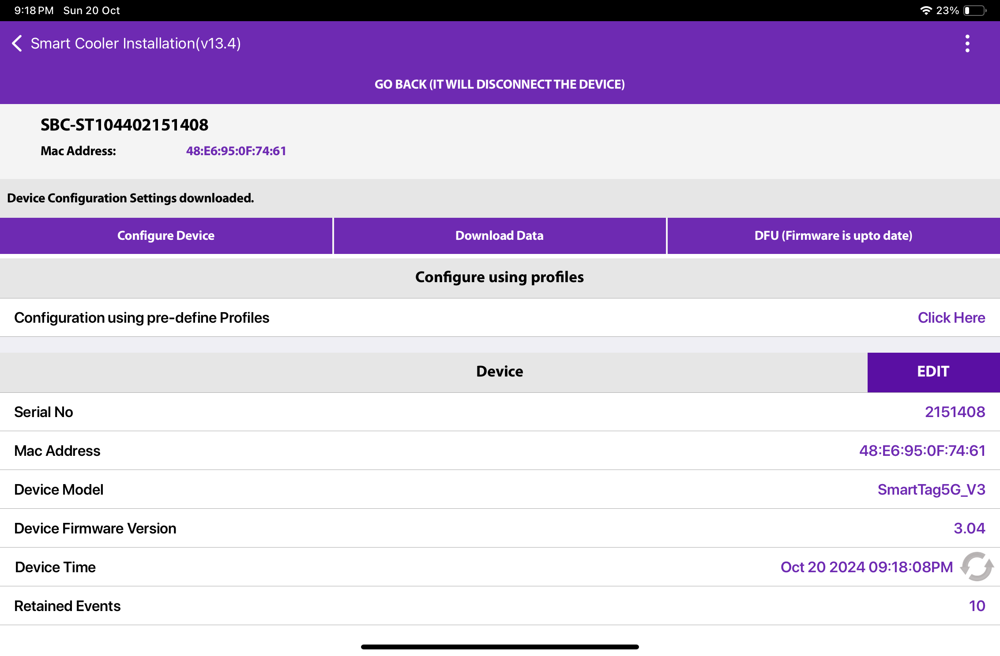 9:18 PM Sun 20 Oct 23%
Smart Cooler Installation(v13.4)
GO BACK (IT WILL DISCONNECT THE DEVICE)
SBC-ST104402151408
Mac Address: 48:E6:95:0F:74:61
Device Configuration Settings downloaded.
Configure Device Download Data DFU (Firmware is upto date)
Configure using profiles
Configuration using pre-define Profiles Click Here
Device EDIT
Serial No 2151408
Mac Address 48:E6:95:0F:74:61
Device Model SmartTag5G_V3
Device Firmware Version 3.04
Device Time Oct 20 2024 09:18:08PM
Retained Events 10